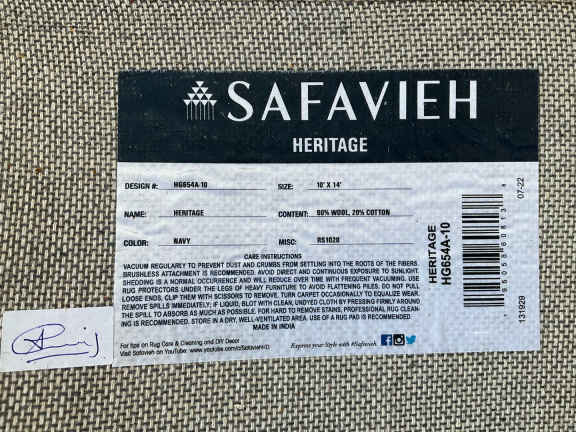 SAFAVIEH
HERITAGE
DESIGN #: HG654A-10 SIZE: 10' X 14'
NAME: HERITAGE CONTENT: 80% WOOL, 20% COTTON
COLOR: NAVY MISC: RS1028
CARE INSTRUCTIONS
VACUUM REGULARLY TO PREVENT DUST AND CRUMBS FROM SETTLING INTO THE ROOTS OF THE FIBERS.
BRUSHLESS ATTACHMENT IS RECOMMENDED. AVOID DIRECT AND CONTINUOUS EXPOSURE TO SUNLIGHT.
SHEDDING IS A NORMAL OCCURRENCE AND WILL REDUCE OVER TIME WITH FREQUENT VACUUMING. USE
RUG PROTECTORS UNDER THE LEGS OF HEAVY FURNITURE TO AVOID FLATTENING PILES, DO NOT PULL
LOOSE ENDS, CLIP THEM WITH SCISSORS TO REMOVE. TURN CARPET OCCASIONALLY TO EQUALIZE WEAR.
REMOVE SPILLS IMMEDIATELY; IF LIQUID, BLOT WITH CLEAN, UNDYED CLOTH BY PRESSING FIRMLY AROUND
THE SPILL TO ABSORB AS MUCH AS POSSIBLE. FOR HARD TO REMOVE STAINS, PROFESSIONAL RUG CLEAN-
ING IS RECOMMENDED. STORE IN A DRY, WELL-VENTILATED AREA. USE OF A RUG PAD IS RECOMMENDED.
MADE IN INDIA
For tips on Rug Care & Cleaning and DIY Decor
Visit Safavieh on YouTube: www.youtube.com/c/SafaviehUS
Express your Style with #Safavieh
HERITAGE
HG654A-10
07-22
131929